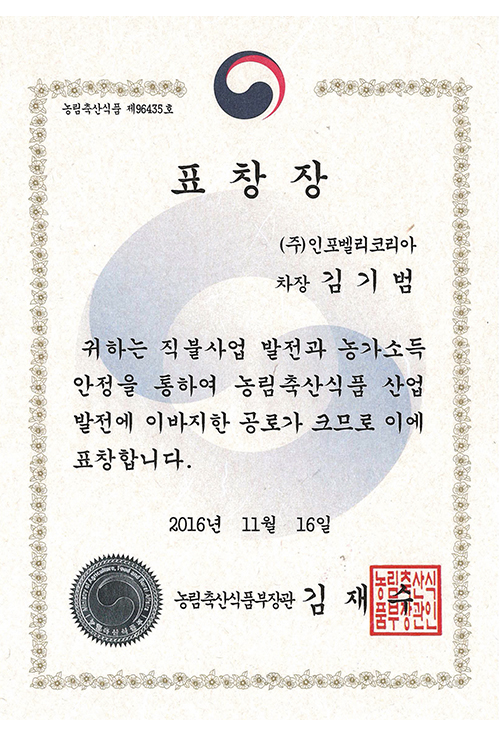 농림축산식품 제96435호
표 창 장
(주)인포밸리코리아
차장 김 기 범
귀하는 직불사업 발전과 농가소득
안정을 통하여 농림축산식품 산업
발전에 이바지한 공로가 크므로 이에
표창합니다.
2016년 11월 16일
농림축산식품부장관 김 재 수
농림축산식
품부장관인